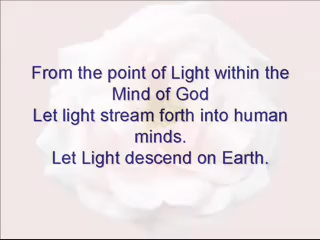 From the point of Light within the
Mind of God
Let light stream forth into human
minds.
Let Light descend on Earth.